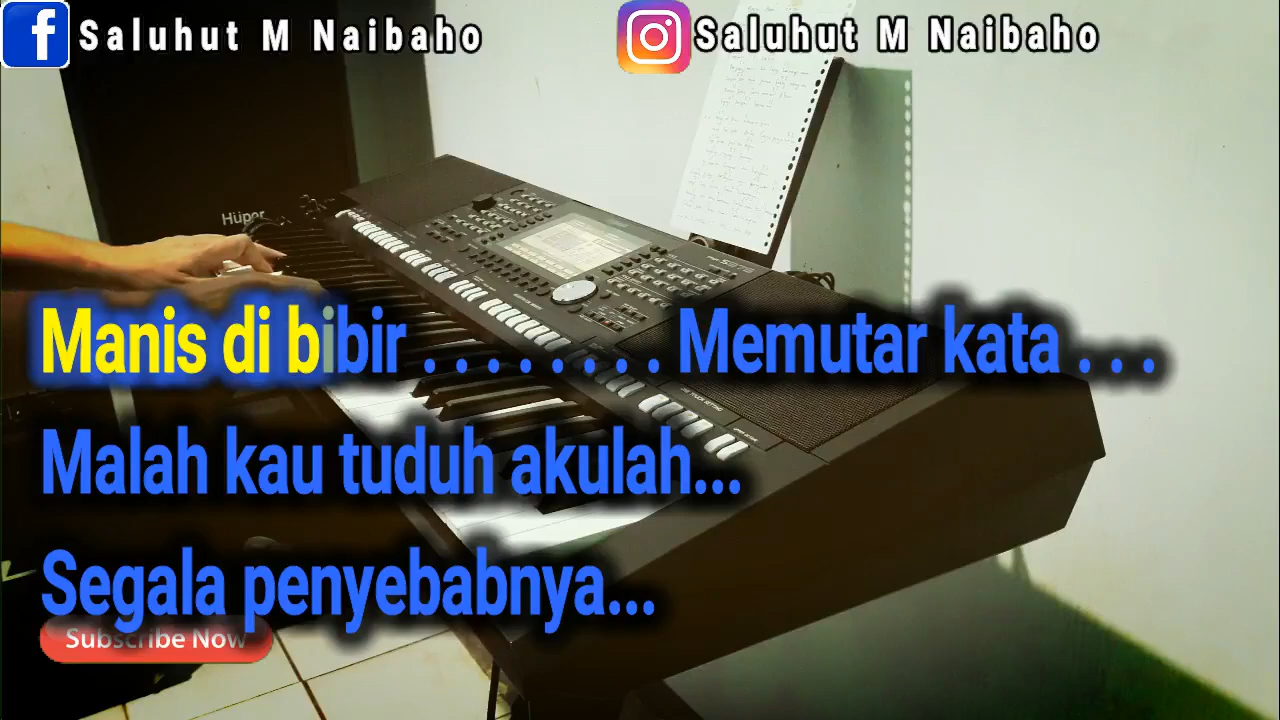 Saluhut M Naibaho
Saluhut M Naibaho
Hüper
Manis di bibir . . . . . . . . Memutar kata . . .
Malah kau tuduh akulah...
Segala penyebabnya...
Subscribe Now